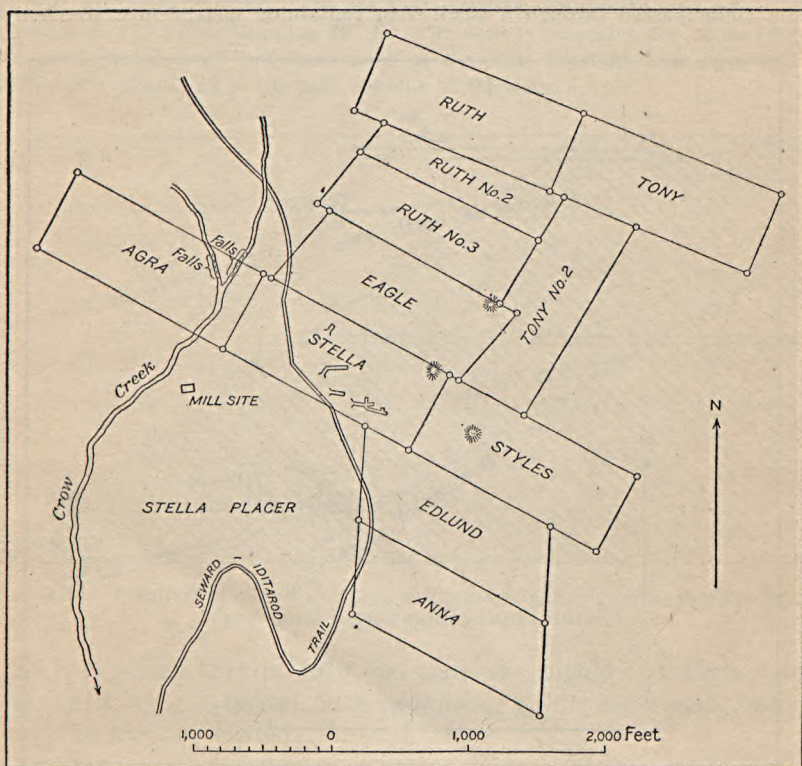 RUTH
TONY
RUTH No.2
RUTH No.3
TONY No.2
AGRA
Falls
Falls
EAGLE
STELLA
STYLES
Creek
Crow
MILL SITE
STELLA PLACER
EDLUND
ANNA
SEWARD
IDITAROD
TRAIL
N
1,000 0 1,000 2,000 Feet